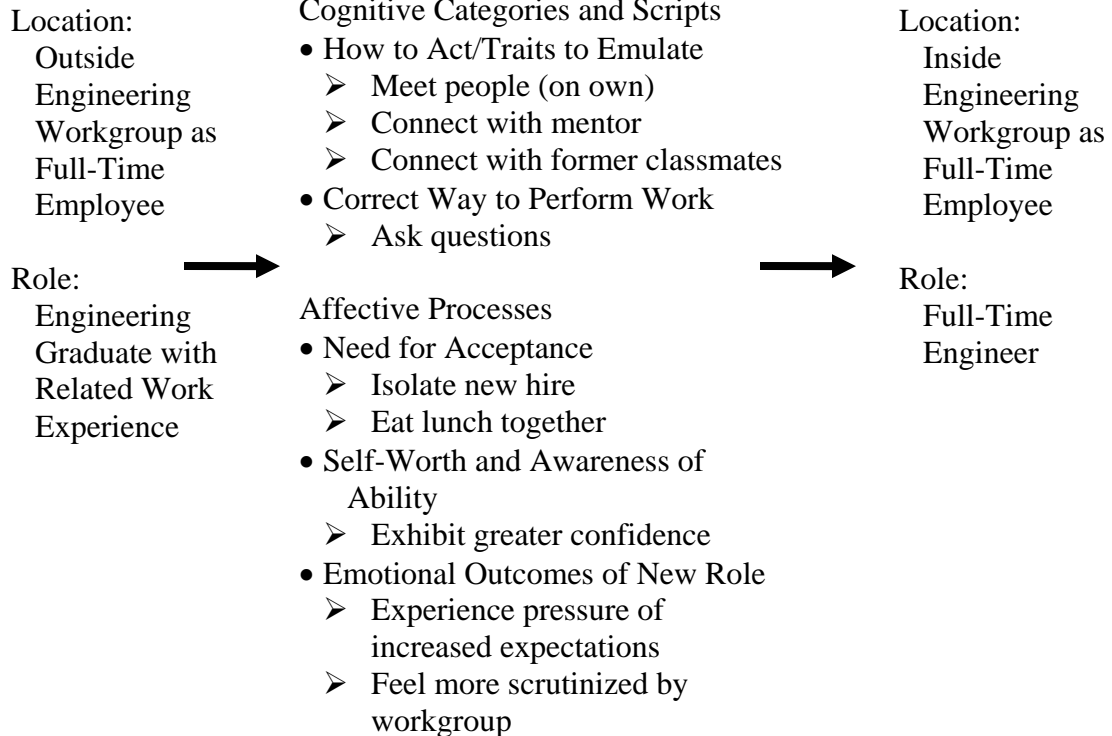 Location:
Outside
Engineering
Workgroup as
Full-Time
Employee
Role:
Engineering
Graduate with
Related Work
Experience
Cognitive Categories and Scripts
• How to Act/Traits to Emulate
➢ Meet people (on own)
➢ Connect with mentor
➢ Connect with former classmates
• Correct Way to Perform Work
➢ Ask questions
Affective Processes
• Need for Acceptance
➢ Isolate new hire
➢ Eat lunch together
• Self-Worth and Awareness of
Ability
➢ Exhibit greater confidence
• Emotional Outcomes of New Role
➢ Experience pressure of
increased expectations
➢ Feel more scrutinized by
workgroup
Location:
Inside
Engineering
Workgroup as
Full-Time
Employee
Role:
Full-Time
Engineer